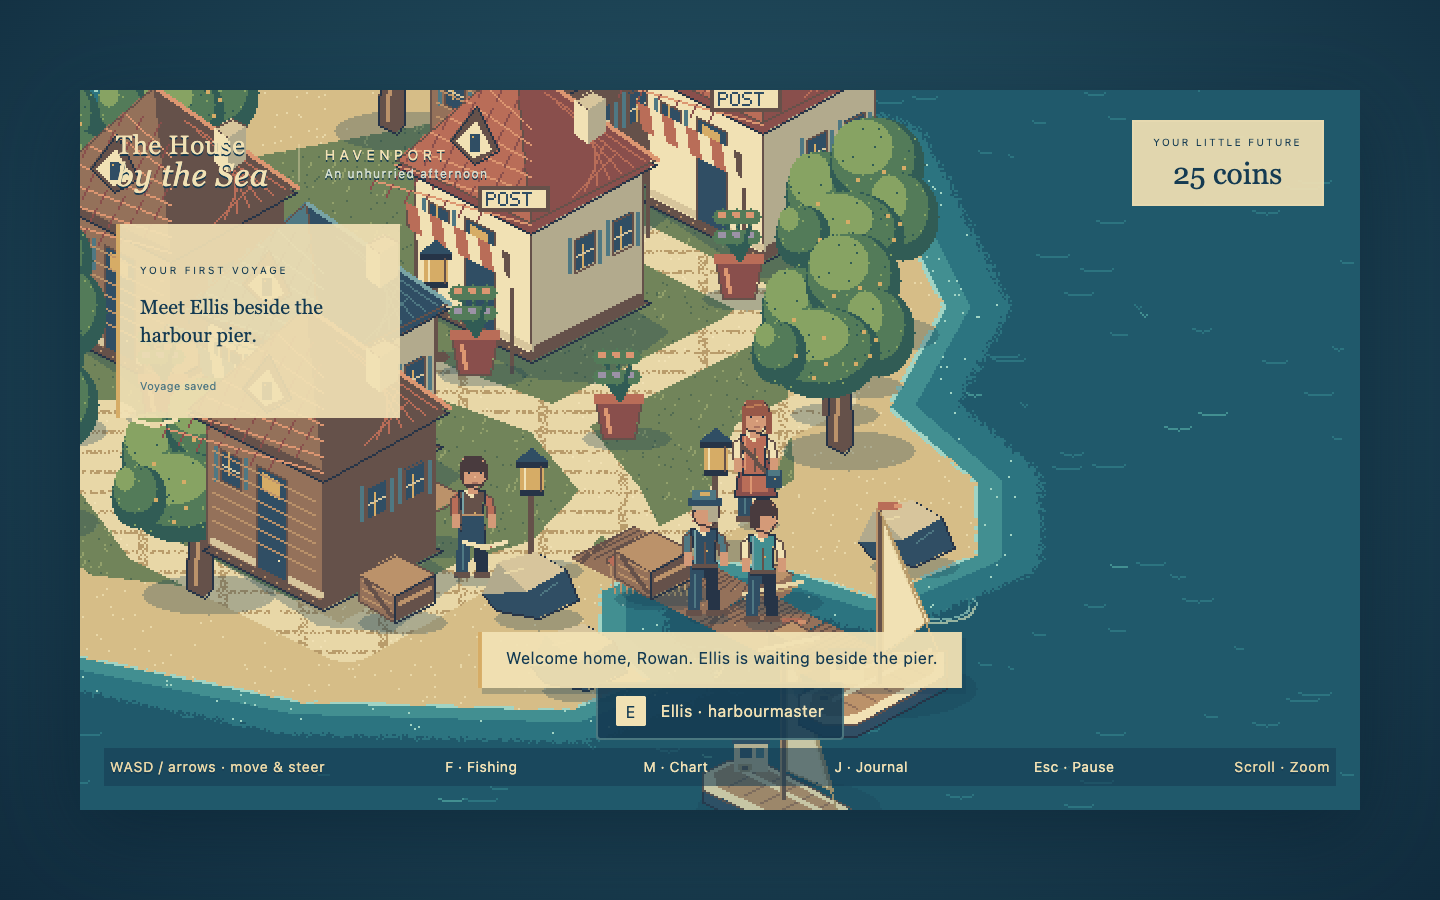 POST
The House
by the Sea
HAVENPORT
An unhurried afternoon
POST
YOUR LITTLE FUTURE
25 coins
YOUR FIRST VOYAGE
Meet Ellis beside the
harbour pier.
Voyage saved
Welcome home, Rowan. Ellis is waiting beside the pier.
E Ellis · harbourmaster
WASD / arrows · move & steer F · Fishing M · Chart J · Journal Esc · Pause Scroll · Zoom